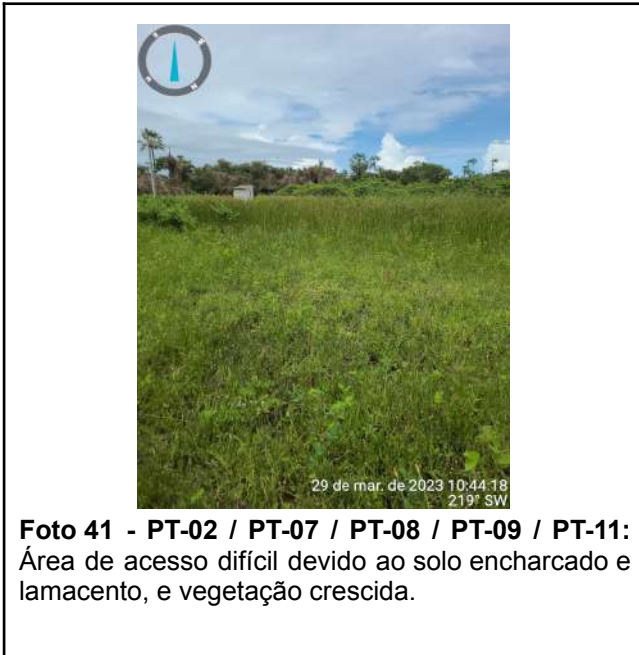 29 de mar. de 2023 10:44:18
219° SW
Foto 41 - PT-02 / PT-07 / PT-08 / PT-09 / PT-11:
Área de acesso difícil devido ao solo encharcado e
lamacento, e vegetação crescida.